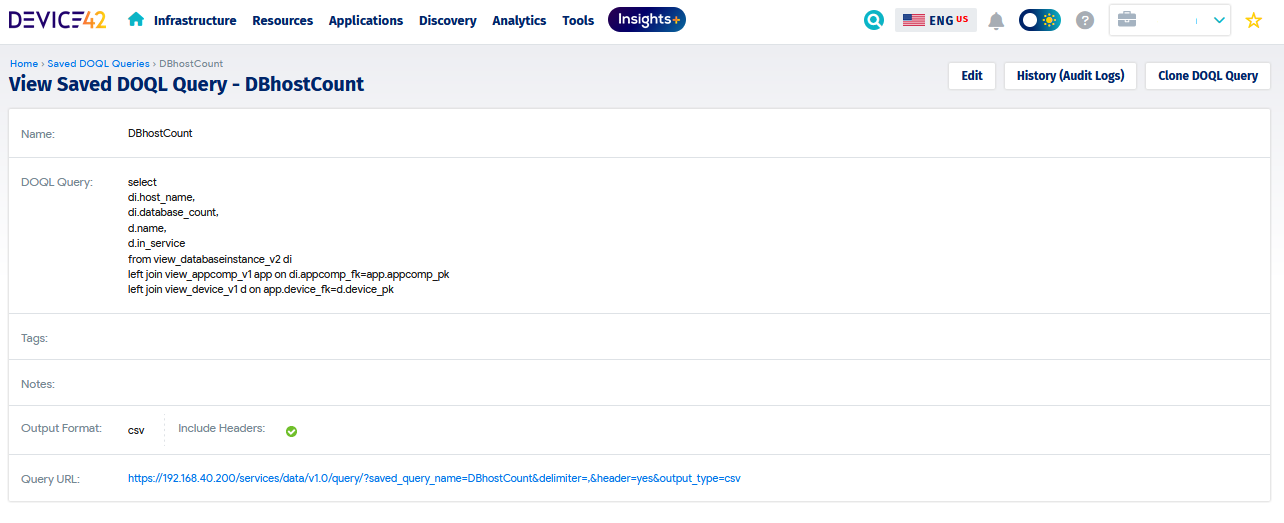 DEVICE42 Infrastructure Resources Applications Discovery Analytics Tools Insights+ ENG US ?
Home › Saved DOQL Queries › DBhostCount
View Saved DOQL Query - DBhostCount
Edit History (Audit Logs) Clone DOQL Query
Name: DBhostCount
DOQL Query: select
di.host_name,
di.database_count,
d.name,
d.in_service
from view_databaseinstance_v2 di
left join view_appcomp_v1 app on di.appcomp_fk=app.appcomp_pk
left join view_device_v1 d on app.device_fk=d.device_pk
Tags:
Notes:
Output Format: csv Include Headers:
Query URL: https://192.168.40.200/services/data/v1.0/query/?saved_query_name=DBhostCount&delimiter=,&header=yes&output_type=csv